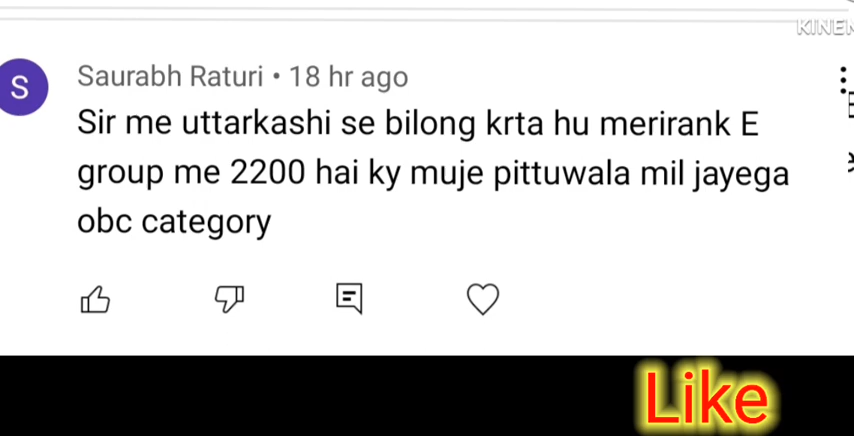 KINEM
S
Saurabh Raturi • 18 hr ago
Sir me uttarkashi se bilong krta hu merirank E
group me 2200 hai ky muje pittuwala mil jayega
obc category
Like